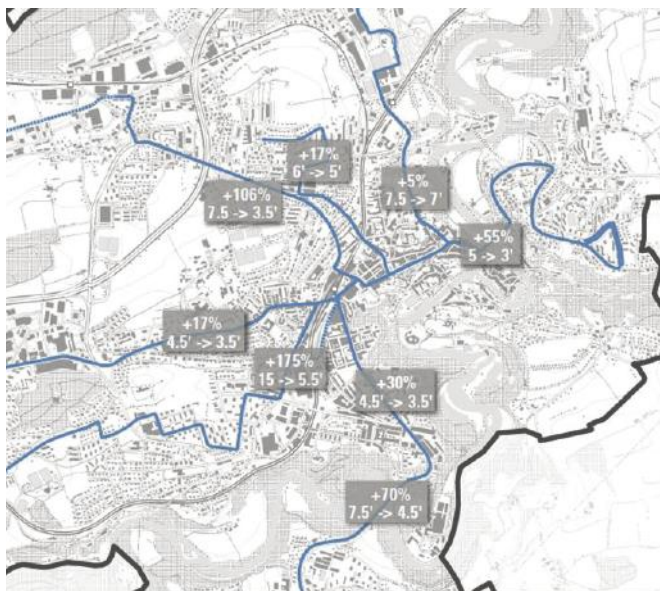 +17%
6' -> 5'
+106%
7.5 -> 3.5'
+5%
7.5 -> 7'
+55%
5 -> 3'
+17%
4.5' -> 3.5'
+175%
15 -> 5.5'
+30%
4.5' -> 3.5'
+70%
7.5' -> 4.5'